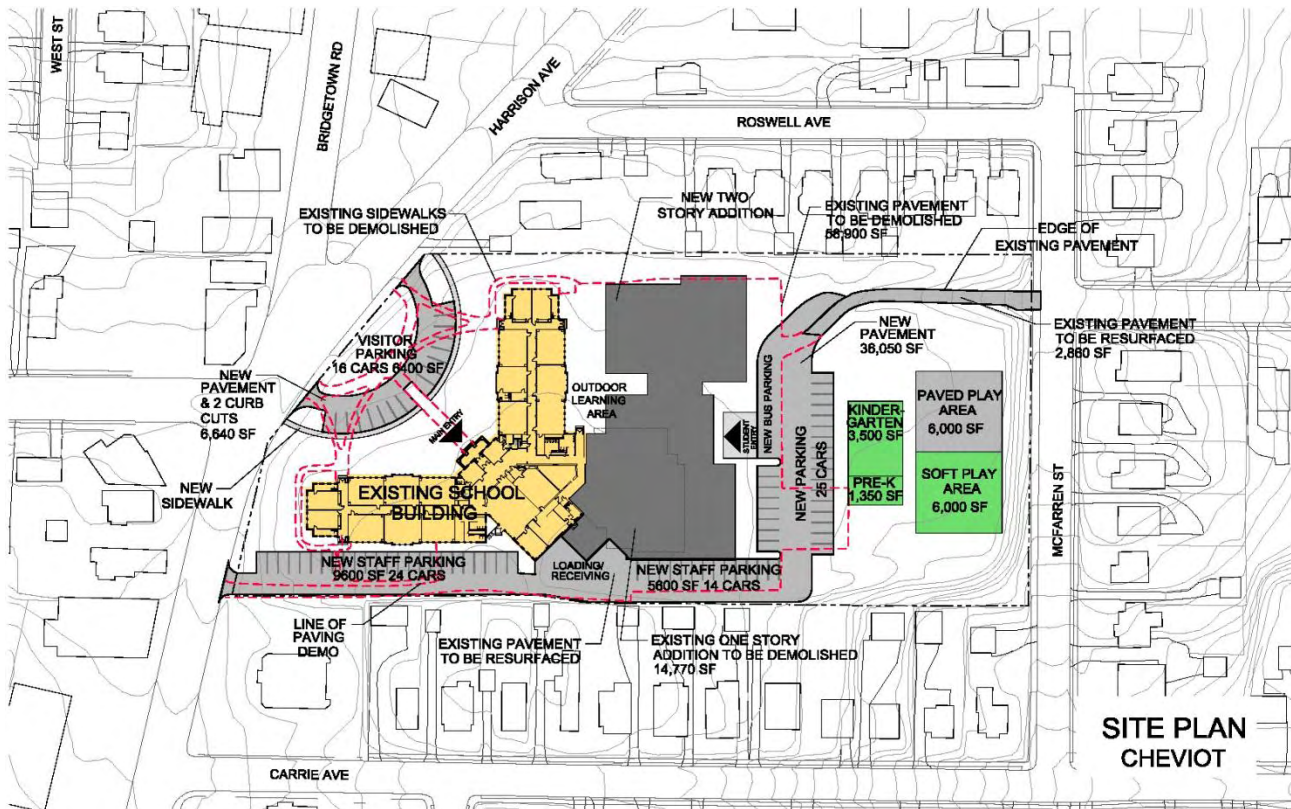 WEST ST
BRIDGETOWN RD
HARRISON AVE
ROSWELL AVE
NEW TWO
STORY ADDITION
EXISTING SIDEWALKS
TO BE DEMOLISHED
EXISTING PAVEMENT
TO BE DEMOLISHED
58,900 SF
EDGE OF
EXISTING PAVEMENT
VISITOR
PARKING
16 CARS 6400 SF
NEW
PAVEMENT
36,050 SF
EXISTING PAVEMENT
TO BE RESURFACED
2,860 SF
NEW
PAVEMENT
& 2 CURB
CUTS
6,640 SF
OUTDOOR
LEARNING
AREA
MAIN ENTRY
STUDENT
ENTRY
NEW BUS PARKING
NEW PARKING
25 CARS
KINDER-
GARTEN
3,500 SF
PRE-K
1,350 SF
PAVED PLAY
AREA
6,000 SF
SOFT PLAY
AREA
6,000 SF
MCFARREN ST
NEW
SIDEWALK
EXISTING SCHOOL
BUILDING
NEW STAFF PARKING
9600 SF 24 CARS
LOADING/
RECEIVING
NEW STAFF PARKING
5600 SF 14 CARS
LINE OF
PAVING
DEMO
EXISTING PAVEMENT
TO BE RESURFACED
EXISTING ONE STORY
ADDITION TO BE DEMOLISHED
14,770 SF
CARRIE AVE
SITE PLAN
CHEVIOT